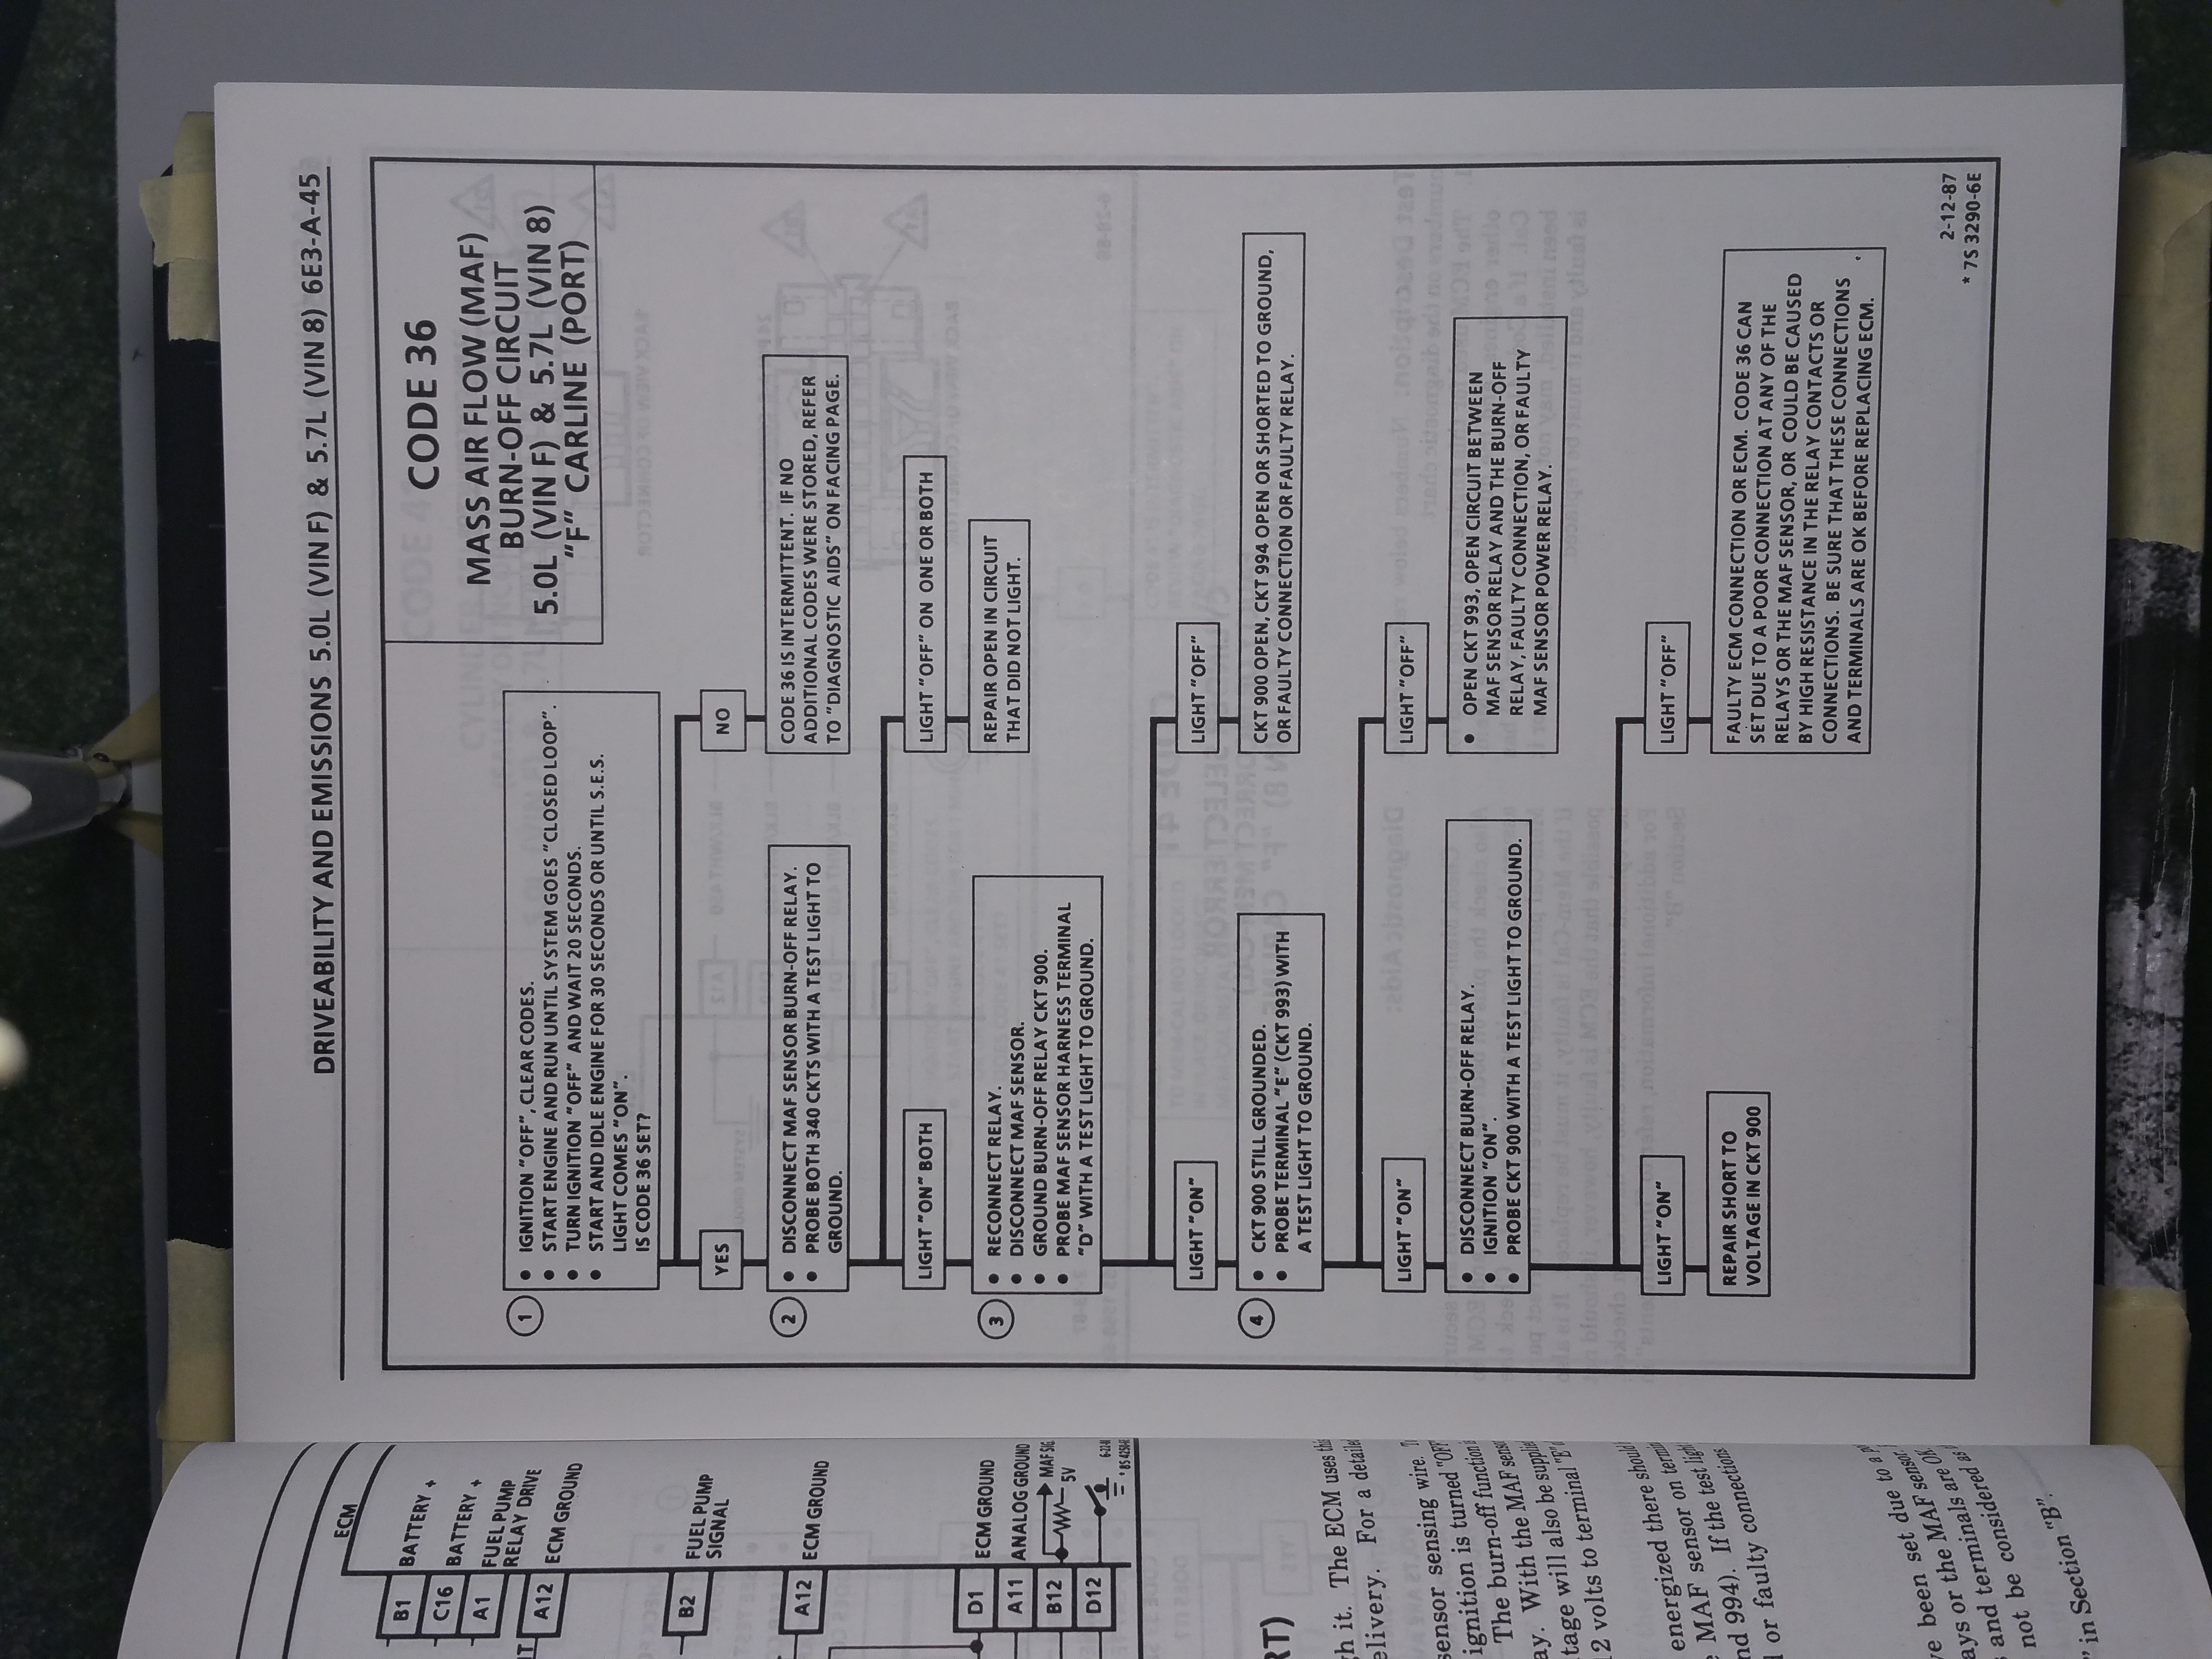 DRIVEABILITY AND EMISSIONS 5.0L (VIN F) & 5.7L (VIN 8) 6E3-A-45
CODE 36
MASS AIR FLOW (MAF)
BURN-OFF CIRCUIT
5.0L (VIN F) & 5.7L (VIN 8)
"F" CARLINE (PORT)
1
● IGNITION "OFF", CLEAR CODES.
● START ENGINE AND RUN UNTIL SYSTEM GOES "CLOSED LOOP".
● TURN IGNITION "OFF" AND WAIT 20 SECONDS.
● START AND IDLE ENGINE FOR 30 SECONDS OR UNTIL S.E.S.
LIGHT COMES "ON".
IS CODE 36 SET?
YES
NO
2
● DISCONNECT MAF SENSOR BURN-OFF RELAY.
● PROBE BOTH 340 CKTS WITH A TEST LIGHT TO
GROUND.
CODE 36 IS INTERMITTENT. IF NO
ADDITIONAL CODES WERE STORED, REFER
TO "DIAGNOSTIC AIDS" ON FACING PAGE.
LIGHT "ON" BOTH
LIGHT "OFF" ON ONE OR BOTH
3
● RECONNECT RELAY.
● DISCONNECT MAF SENSOR.
● GROUND BURN-OFF RELAY CKT 900.
● PROBE MAF SENSOR HARNESS TERMINAL
"D" WITH A TEST LIGHT TO GROUND.
REPAIR OPEN IN CIRCUIT
THAT DID NOT LIGHT.
LIGHT "ON"
LIGHT "OFF"
4
● CKT 900 STILL GROUNDED.
● PROBE TERMINAL "E" (CKT 993) WITH
A TEST LIGHT TO GROUND.
CKT 900 OPEN, CKT 994 OPEN OR SHORTED TO GROUND,
OR FAULTY CONNECTION OR FAULTY RELAY.
LIGHT "ON"
LIGHT "OFF"
● DISCONNECT BURN-OFF RELAY.
● IGNITION "ON".
● PROBE CKT 900 WITH A TEST LIGHT TO GROUND.
● OPEN CKT 993, OPEN CIRCUIT BETWEEN
MAF SENSOR RELAY AND THE BURN-OFF
RELAY, FAULTY CONNECTION, OR FAULTY
MAF SENSOR POWER RELAY.
LIGHT "ON"
LIGHT "OFF"
REPAIR SHORT TO
VOLTAGE IN CKT 900
FAULTY ECM CONNECTION OR ECM. CODE 36 CAN
SET DUE TO A POOR CONNECTION AT ANY OF THE
RELAYS OR THE MAF SENSOR, OR COULD BE CAUSED
BY HIGH RESISTANCE IN THE RELAY CONTACTS OR
CONNECTIONS. BE SURE THAT THESE CONNECTIONS
AND TERMINALS ARE OK BEFORE REPLACING ECM.
2-12-87
* 7S 3290-6E
ECM
B1 BATTERY +
C16 BATTERY +
A1 FUEL PUMP
RELAY DRIVE
A12 ECM GROUND
B2 FUEL PUMP
SIGNAL
A12 ECM GROUND
D1 ECM GROUND
A11 ANALOG GROUND
B12 MAF SIG.
5V
D12
RT)
gh it. The ECM uses
elivery. For a
sensor sensing wire.
ignition is turned
The burn-off function
ay. With the MAF
tage will also be
12 volts to terminal "E"
energized there should
e MAF sensor on
nd 994). If the test light
d or faulty connections
ve been set due to a
ays or the MAF sensor.
s or terminals are OK
and terms considered
not be considered
" in Section "B".